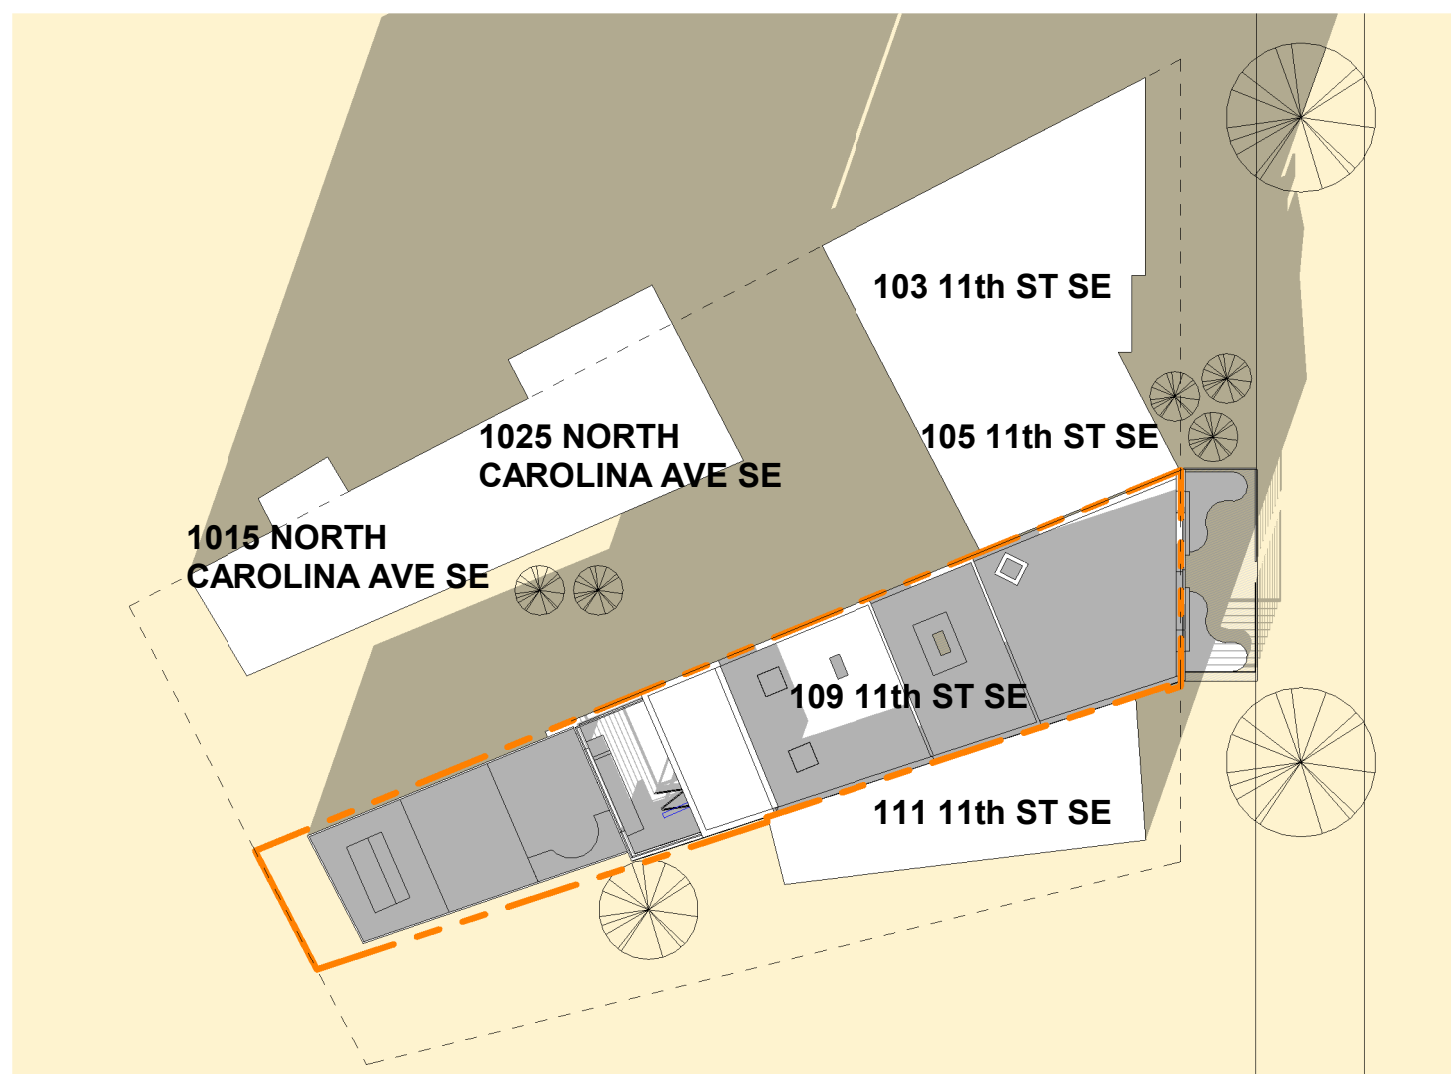 103 11th ST SE
1025 NORTH
CAROLINA AVE SE
105 11th ST SE
1015 NORTH
CAROLINA AVE SE
109 11th ST SE
111 11th ST SE